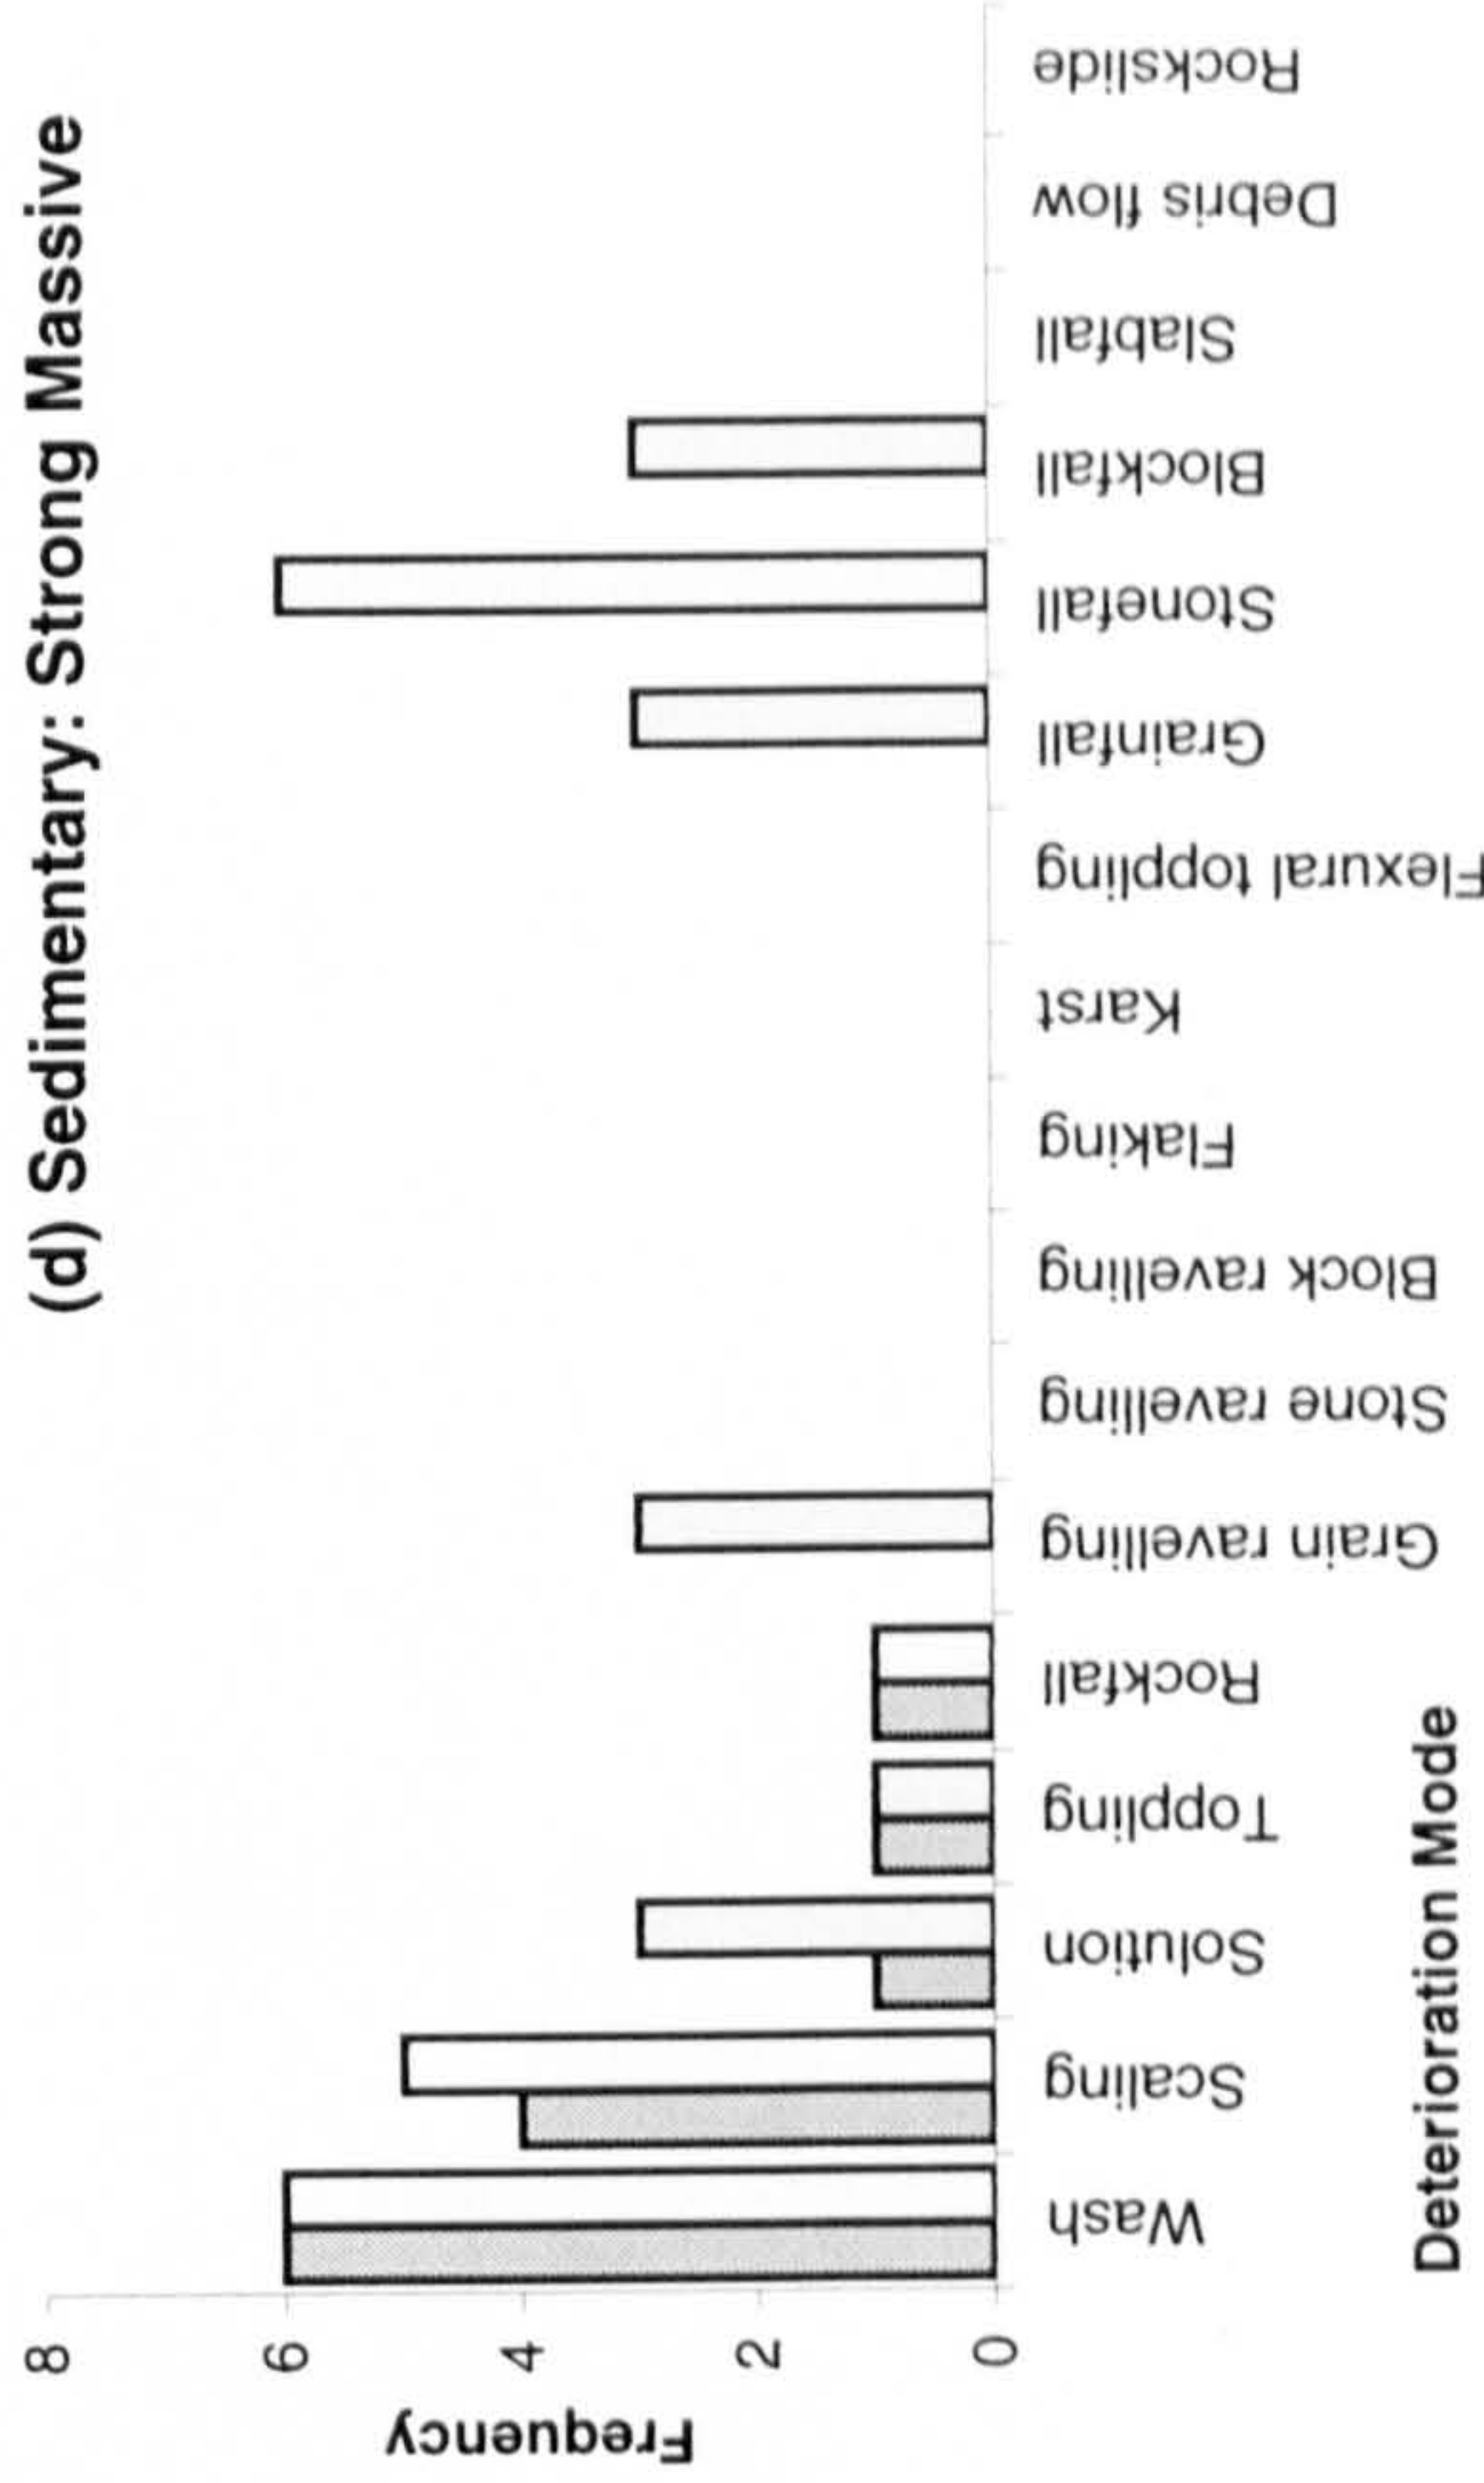 (d) Sedimentary: Strong Massive
Frequency
8
6
4
2
0
Wash
Scaling
Solution
Toppling
Rockfall
Grain ravelling
Stone ravelling
Block ravelling
Flaking
Karst
Flexural toppling
Grainfall
Stonefall
Blockfall
Slabfall
Debris flow
Rockslide
Deterioration Mode